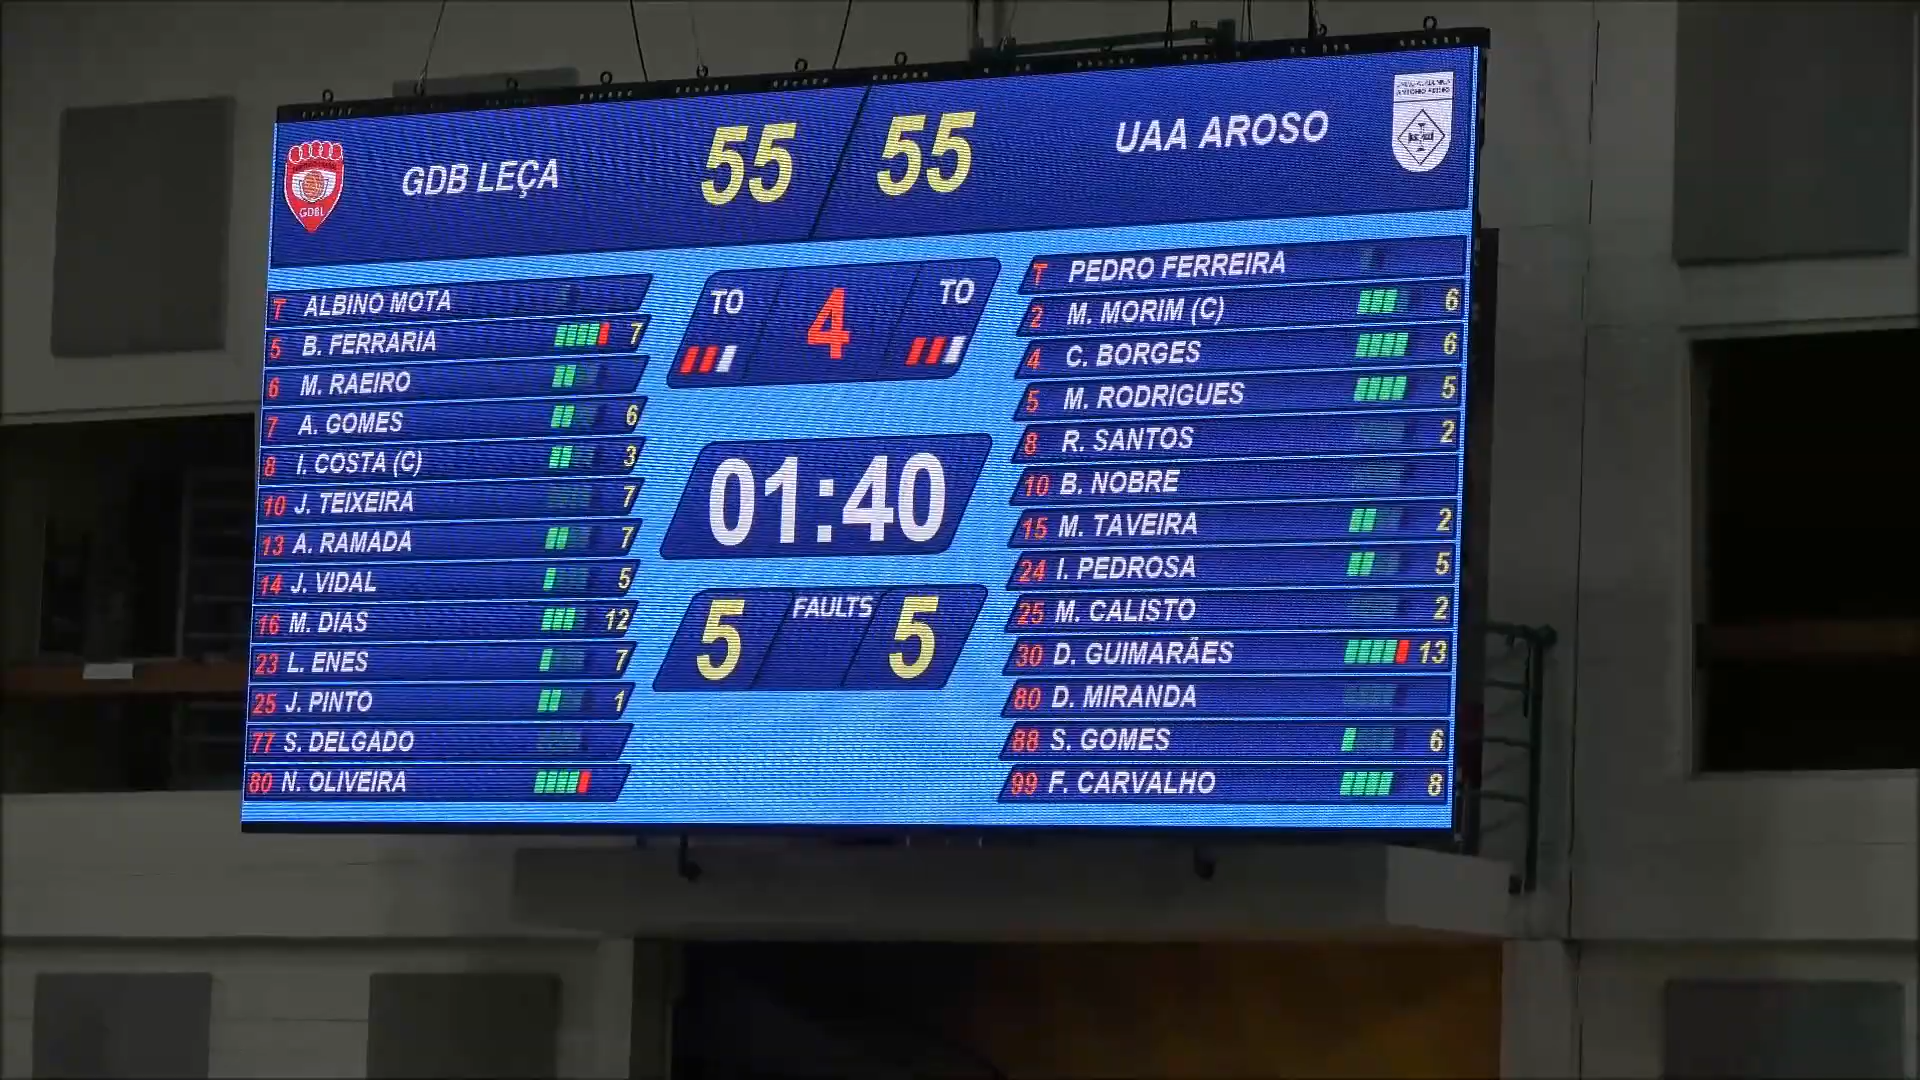 GDB LEÇA 55 55 UAA AROSO
GDBL
T ALBINO MOTA
5 B. FERRARIA 7
6 M. RAEIRO
7 A. GOMES 6
8 I. COSTA (C) 3
10 J. TEIXEIRA 7
13 A. RAMADA 7
14 J. VIDAL 5
16 M. DIAS 12
23 L. ENES 7
25 J. PINTO 1
77 S. DELGADO
80 N. OLIVEIRA
TO 4 TO
01:40
5 FAULTS 5
T PEDRO FERREIRA
2 M. MORIM (C) 6
4 C. BORGES 6
5 M. RODRIGUES 5
8 R. SANTOS 2
10 B. NOBRE
15 M. TAVEIRA 2
24 I. PEDROSA 5
25 M. CALISTO 2
30 D. GUIMARÃES 13
80 D. MIRANDA
88 S. GOMES 6
99 F. CARVALHO 8